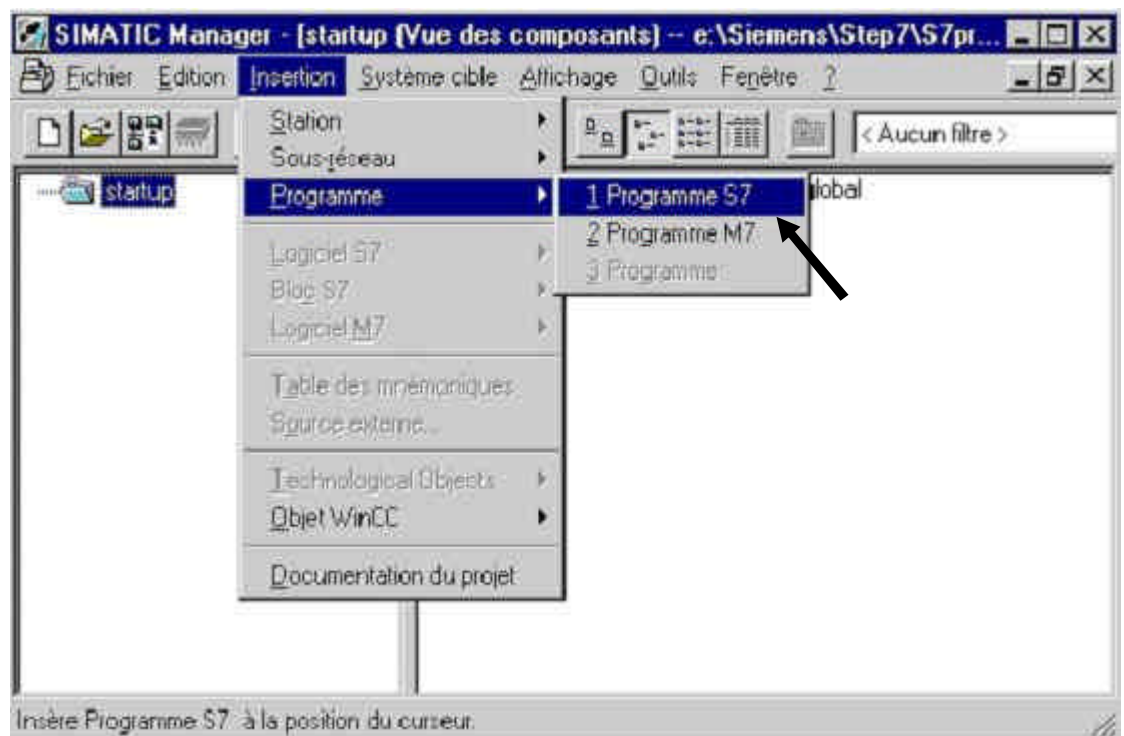 SIMATIC Manager - [startup (Vue des composants) -- e:\Siemens\Step7\S7pr...
Fichier Edition Insertion Système cible Affichage Outils Fenêtre ?
< Aucun filtre >
startup
Station
Sous-réseau
Programme
Logiciel S7
Bloc S7
Logiciel M7
Table des mnémoniques
Source externe...
Technological Objects
Objet WinCC
Documentation du projet
1 Programme S7
2 Programme M7
3 Programme
lobal
Insère Programme S7 à la position du curseur.